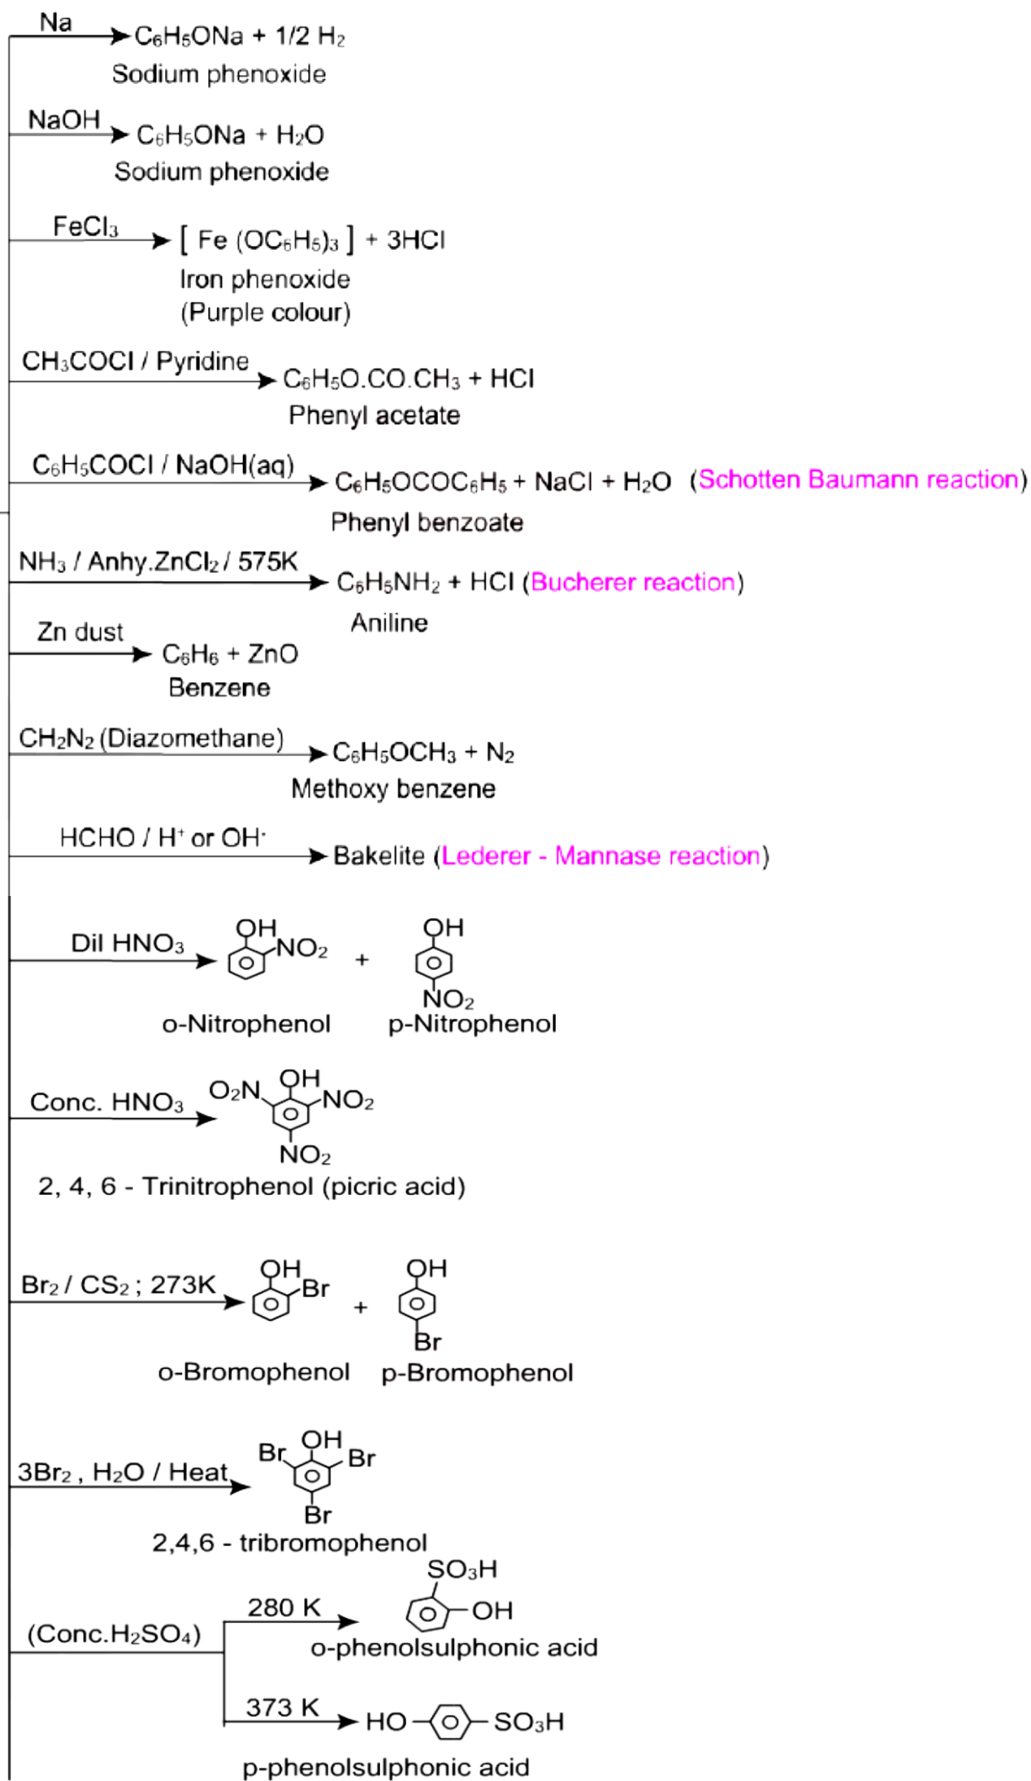 Na
C₆H₅ONa + 1/2 H₂
Sodium phenoxide
NaOH
C₆H₅ONa + H₂O
Sodium phenoxide
FeCl₃
[ Fe (OC₆H₅)₃ ] + 3HCl
Iron phenoxide
(Purple colour)
CH₃COCl / Pyridine
C₆H₅O.CO.CH₃ + HCl
Phenyl acetate
C₆H₅COCl / NaOH(aq)
C₆H₅OCOC₆H₅ + NaCl + H₂O (Schotten Baumann reaction)
Phenyl benzoate
NH₃ / Anhy.ZnCl₂ / 575K
C₆H₅NH₂ + HCl (Bucherer reaction)
Aniline
Zn dust
C₆H₆ + ZnO
Benzene
CH₂N₂ (Diazomethane)
C₆H₅OCH₃ + N₂
Methoxy benzene
HCHO / H⁺ or OH⁻
Bakelite (Lederer - Mannase reaction)
Dil HNO₃
OH
NO₂
+
OH
NO₂
o-Nitrophenol p-Nitrophenol
Conc. HNO₃
O₂N OH NO₂
NO₂
2, 4, 6 - Trinitrophenol (picric acid)
Br₂ / CS₂ ; 273K
OH
Br
+
OH
Br
o-Bromophenol p-Bromophenol
3Br₂ , H₂O / Heat
Br OH Br
Br
2,4,6 - tribromophenol
(Conc.H₂SO₄)
280 K
SO₃H
OH
o-phenolsulphonic acid
373 K
HO SO₃H
p-phenolsulphonic acid